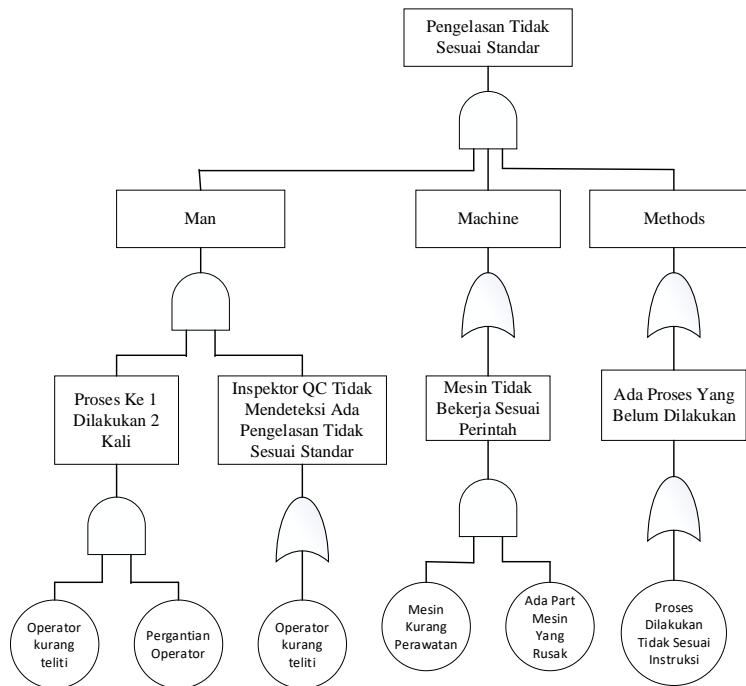 Pengelasan Tidak
Sesuai Standar
Man
Machine
Methods
Proses Ke 1
Dilakukan 2
Kali
Inspektor QC Tidak
Mendeteksi Ada
Pengelasan Tidak
Sesuai Standar
Mesin Tidak
Bekerja Sesuai
Perintah
Ada Proses Yang
Belum Dilakukan
Operator
kurang
teliti
Pergantian
Operator
Operator
kurang
teliti
Mesin
Kurang
Perawatan
Ada Part
Mesin
Yang
Rusak
Proses
Dilakukan
Tidak Sesuai
Instruksi